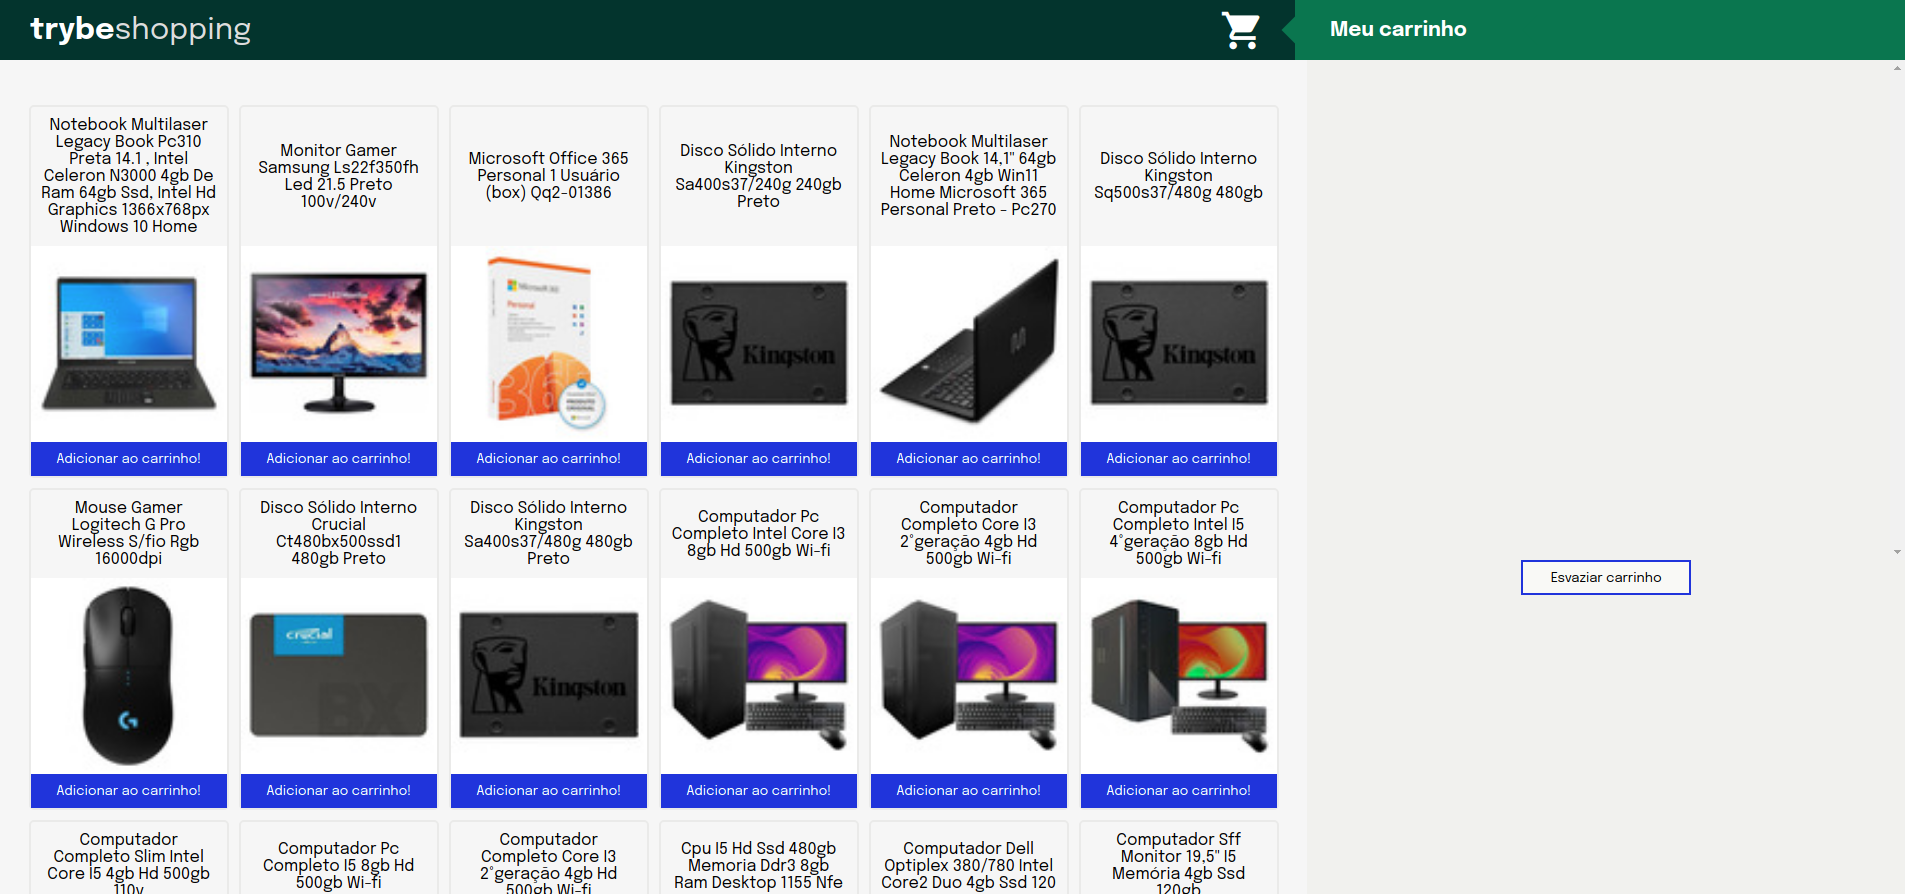 trybeshopping
Meu carrinho
Notebook Multilaser
Legacy Book Pc310
Preta 14.1 , Intel
Celeron N3000 4gb De
Ram 64gb Ssd, Intel Hd
Graphics 1366x768px
Windows 10 Home
Monitor Gamer
Samsung Ls22f350fh
Led 21.5 Preto
100v/240v
Microsoft Office 365
Personal 1 Usuário
(box) Qq2-01386
Disco Sólido Interno
Kingston
Sa400s37/240g 240gb
Preto
Notebook Multilaser
Legacy Book 14,1" 64gb
Celeron 4gb Win11
Home Microsoft 365
Personal Preto - Pc270
Disco Sólido Interno
Kingston
Sq500s37/480g 480gb
Microsoft 365
Personal
365
Kingston
Kingston
Adicionar ao carrinho!
Adicionar ao carrinho!
Adicionar ao carrinho!
Adicionar ao carrinho!
Adicionar ao carrinho!
Adicionar ao carrinho!
Mouse Gamer
Logitech G Pro
Wireless S/fio Rgb
16000dpi
Disco Sólido Interno
Crucial
Ct480bx500ssd1
480gb Preto
Disco Sólido Interno
Kingston
Sa400s37/480g 480gb
Preto
Computador Pc
Completo Intel Core I3
8gb Hd 500gb Wi-fi
Computador
Completo Core I3
2°geração 4gb Hd
500gb Wi-fi
Computador Pc
Completo Intel I5
4°geração 8gb Hd
500gb Wi-fi
Esvaziar carrinho
G
crucial
BX
Kingston
Adicionar ao carrinho!
Adicionar ao carrinho!
Adicionar ao carrinho!
Adicionar ao carrinho!
Adicionar ao carrinho!
Adicionar ao carrinho!
Computador
Completo Slim Intel
Core I5 4gb Hd 500gb
110v
Computador Pc
Completo I5 8gb Hd
500gb Wi-fi
Computador
Completo Core I3
2°geração 4gb Hd
500gb Wi-fi
Cpu I5 Hd Ssd 480gb
Memoria Ddr3 8gb
Ram Desktop 1155 Nfe
Computador Dell
Optiplex 380/780 Intel
Core2 Duo 4gb Ssd 120
Computador Sff
Monitor 19,5" I5
Memória 4gb Ssd
120gb